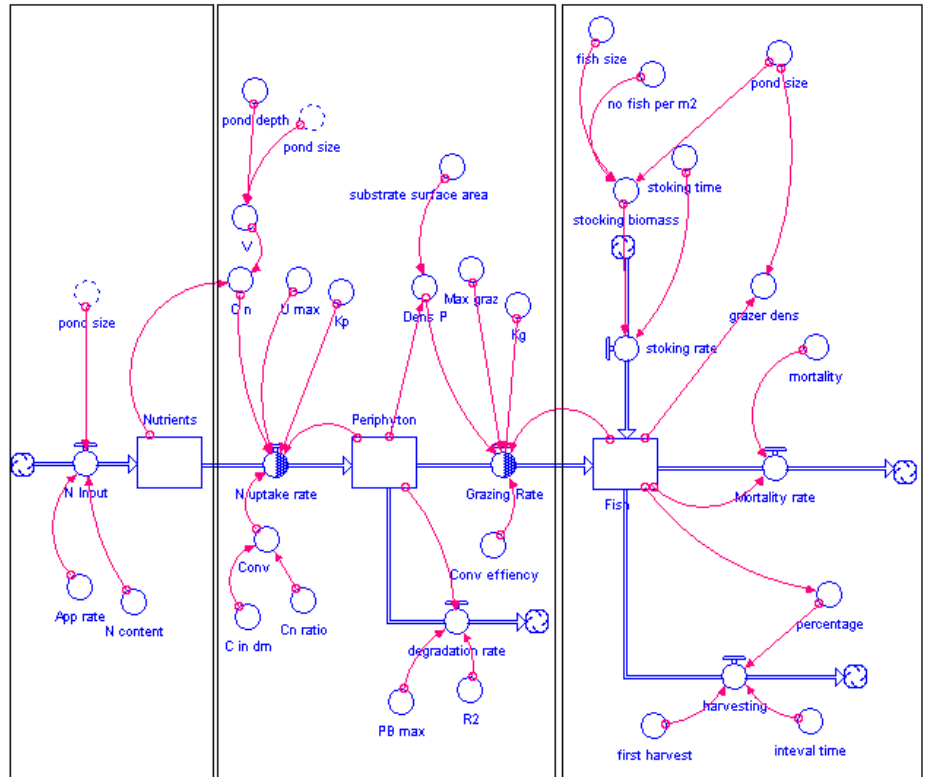 fish size
no fish per m2
pond size
pond depth
pond size
substrate surface area
stoking time
stocking biomass
V
C n
U max
Kp
Dens P
Max graz
Kg
grazer dens
pond size
stoking rate
mortality
Nutrients
Periphyton
N Input
N uptake rate
Grazing Rate
Fish
Mortality rate
Conv
Conv effiency
App rate
N content
C in dm
Cn ratio
degradation rate
percentage
PB max
R2
harvesting
first harvest
inteval time